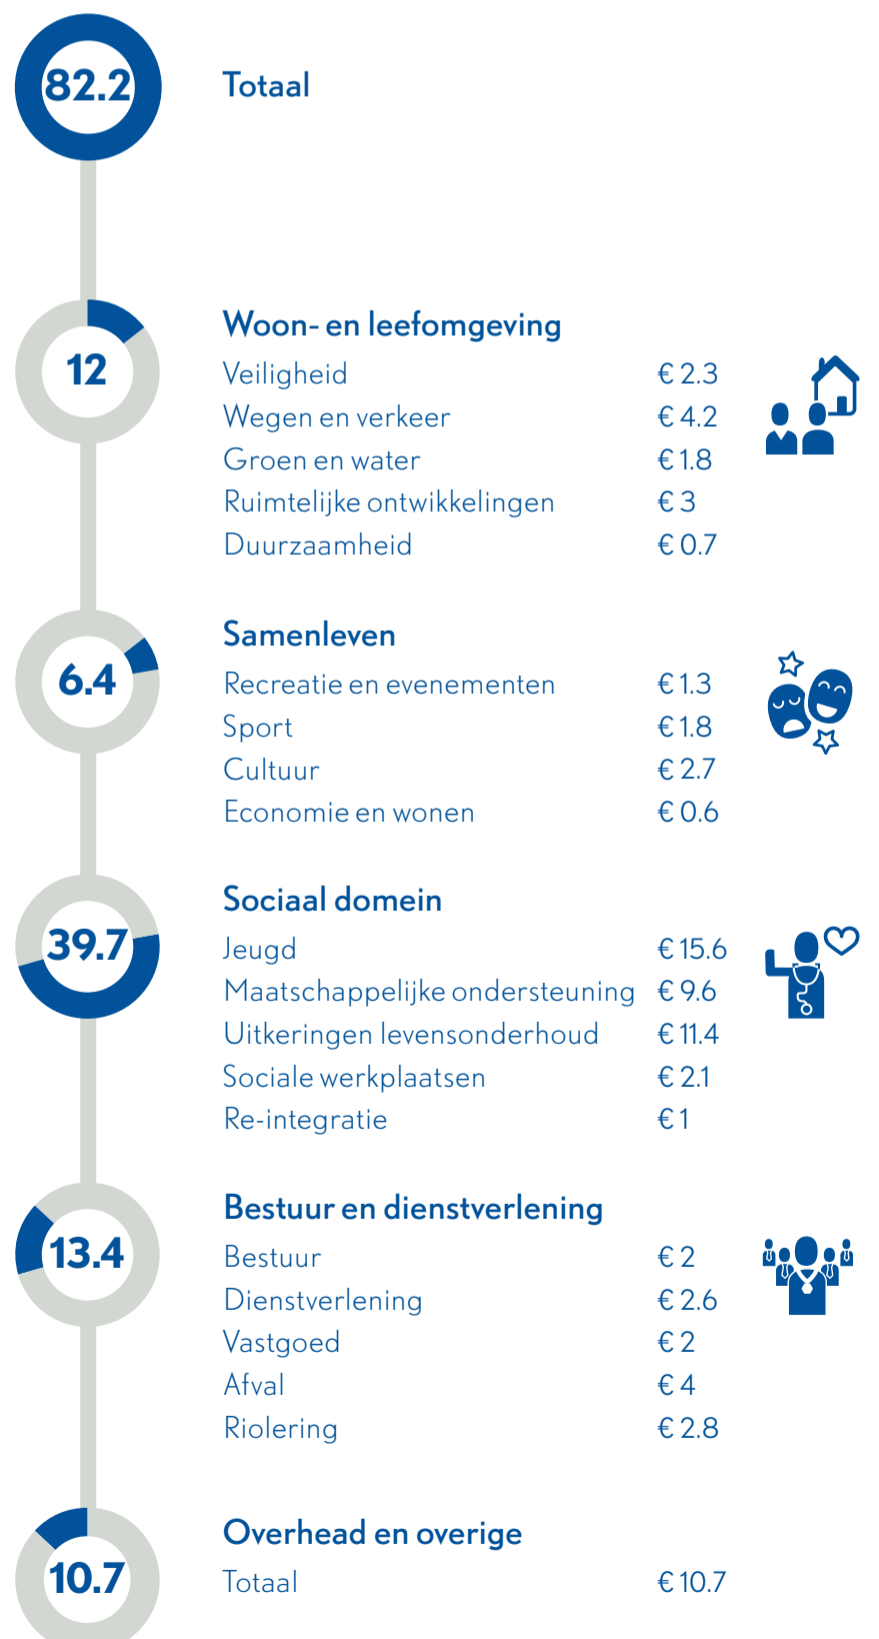 82.2 Totaal
12
Woon- en leefomgeving
Veiligheid € 2.3
Wegen en verkeer € 4.2
Groen en water € 1.8
Ruimtelijke ontwikkelingen € 3
Duurzaamheid € 0.7
6.4
Samenleven
Recreatie en evenementen € 1.3
Sport € 1.8
Cultuur € 2.7
Economie en wonen € 0.6
39.7
Sociaal domein
Jeugd € 15.6
Maatschappelijke ondersteuning € 9.6
Uitkeringen levensonderhoud € 11.4
Sociale werkplaatsen € 2.1
Re-integratie € 1
13.4
Bestuur en dienstverlening
Bestuur € 2
Dienstverlening € 2.6
Vastgoed € 2
Afval € 4
Riolering € 2.8
10.7
Overhead en overige
Totaal € 10.7